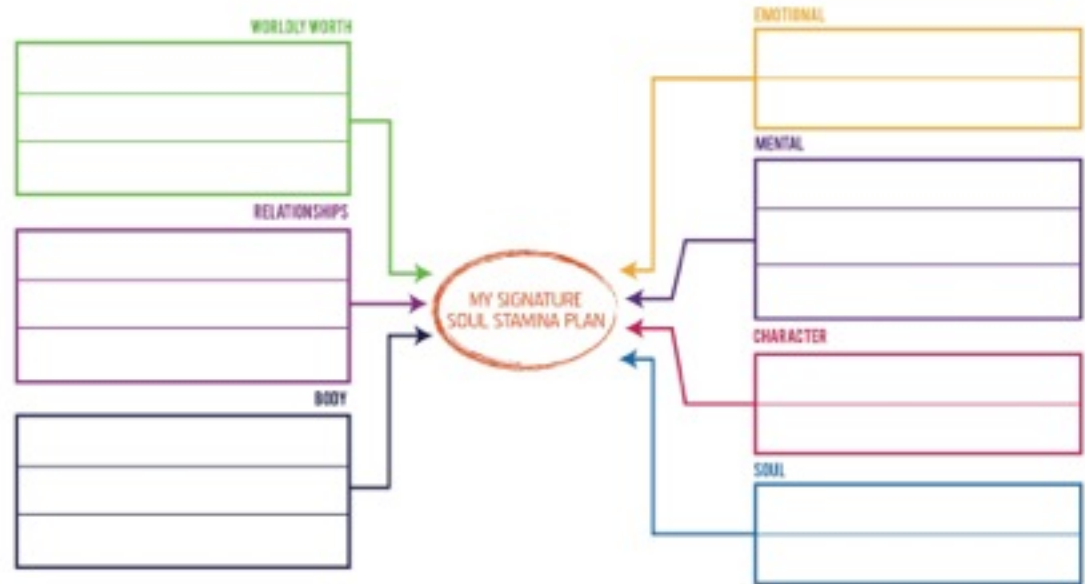 WORLDLY WORTH
RELATIONSHIPS
BODY
MY SIGNATURE
SOUL STAMINA PLAN
EMOTIONAL
MENTAL
CHARACTER
SOUL